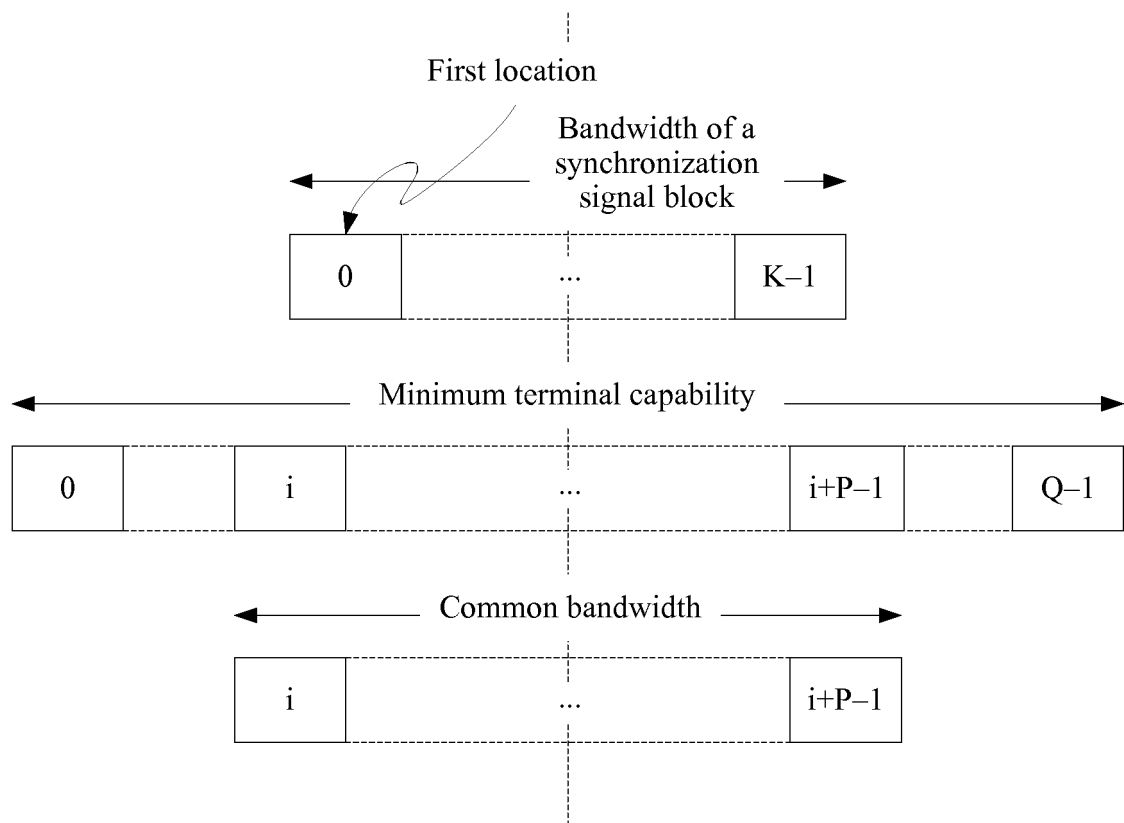 First location
Bandwidth of a
synchronization
signal block
0 ... K–1
Minimum terminal capability
0 i ... i+P–1 Q–1
Common bandwidth
i ... i+P–1